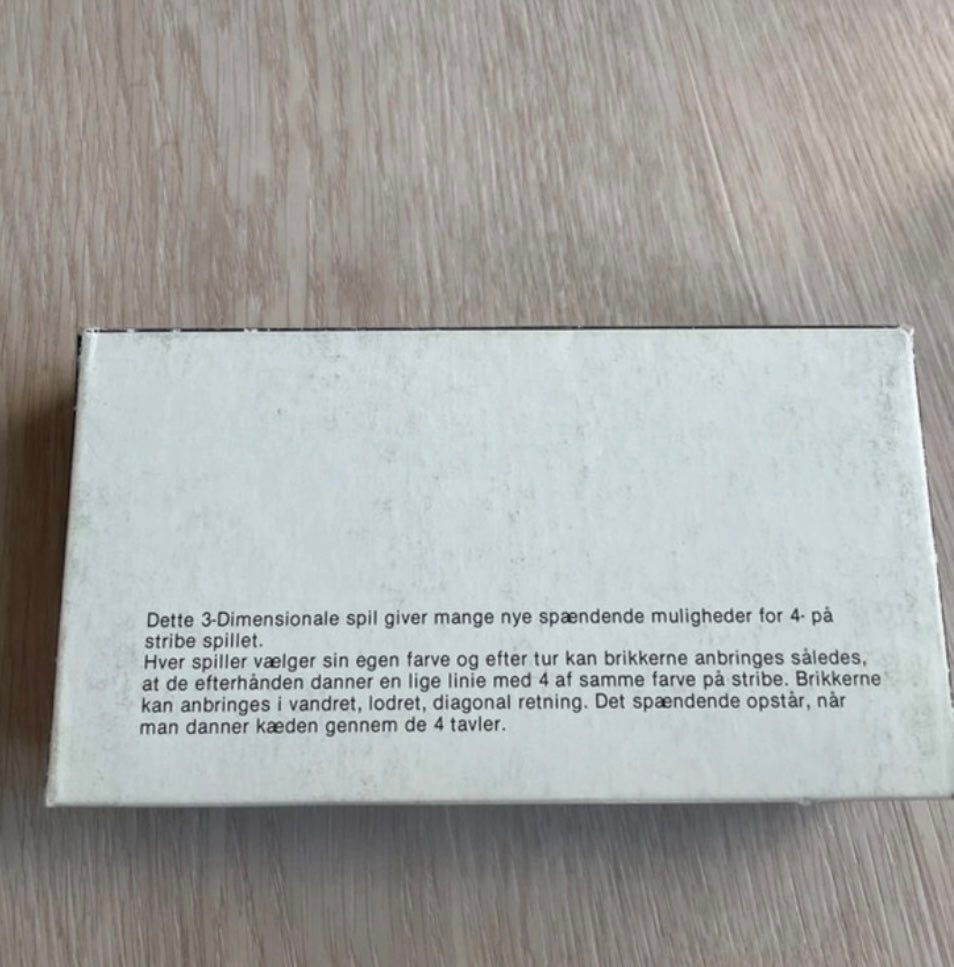 Dette 3-Dimensionale spil giver mange nye spændende muligheder for 4- på
stribe spillet.
Hver spiller vælger sin egen farve og efter tur kan brikkerne anbringes således,
at de efterhånden danner en lige linie med 4 af samme farve på stribe. Brikkerne
kan anbringes i vandret, lodret, diagonal retning. Det spændende opstår, når
man danner kæden gennem de 4 tavler.